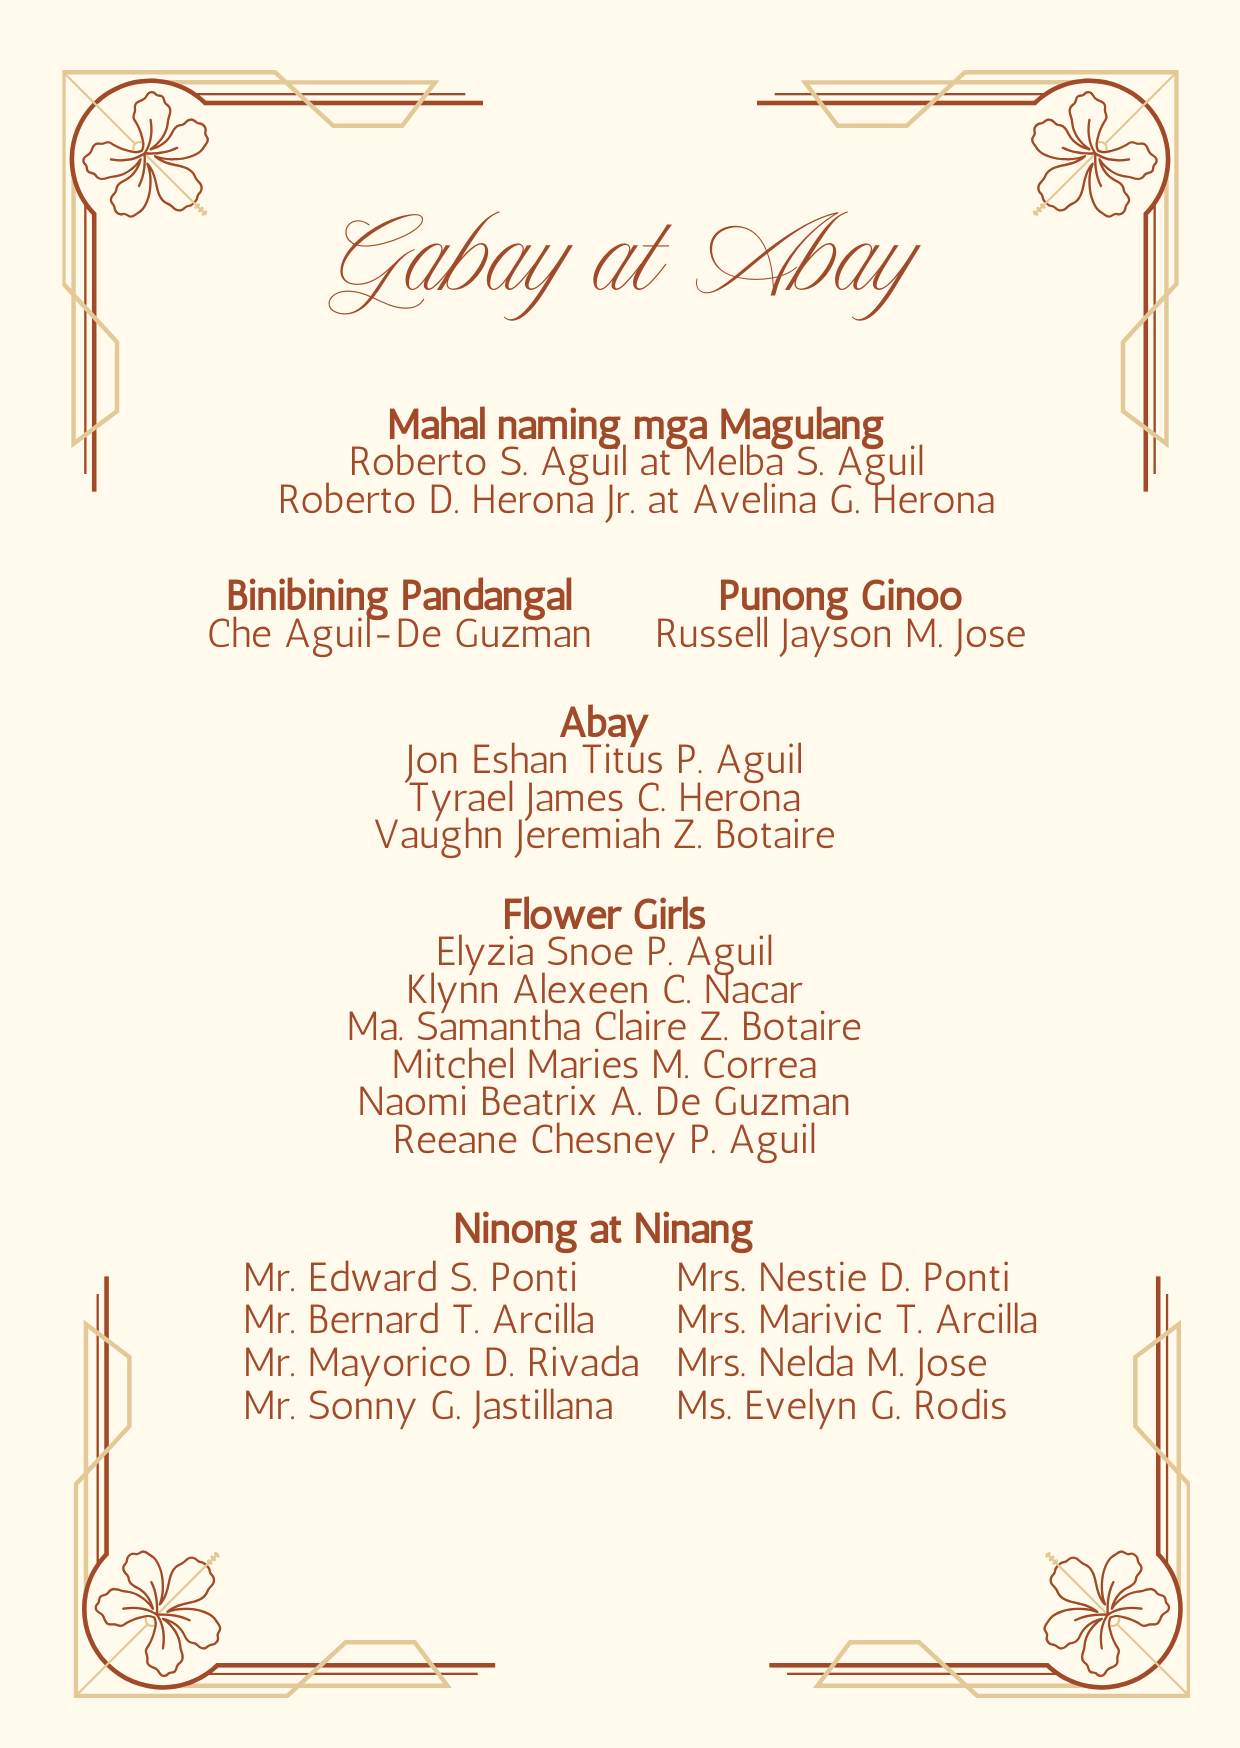 Gabay at Abay
Mahal naming mga Magulang
Roberto S. Aguil at Melba S. Aguil
Roberto D. Herona Jr. at Avelina G. Herona
Binibining Pandangal
Che Aguil-De Guzman
Punong Ginoo
Russell Jayson M. Jose
Abay
Jon Eshan Titus P. Aguil
Tyrael James C. Herona
Vaughn Jeremiah Z. Botaire
Flower Girls
Elyzia Snoe P. Aguil
Klynn Alexeen C. Nacar
Ma. Samantha Claire Z. Botaire
Mitchel Maries M. Correa
Naomi Beatrix A. De Guzman
Reeane Chesney P. Aguil
Ninong at Ninang
Mr. Edward S. Ponti
Mr. Bernard T. Arcilla
Mr. Mayorico D. Rivada
Mr. Sonny G. Jastillana
Mrs. Nestie D. Ponti
Mrs. Marivic T. Arcilla
Mrs. Nelda M. Jose
Ms. Evelyn G. Rodis